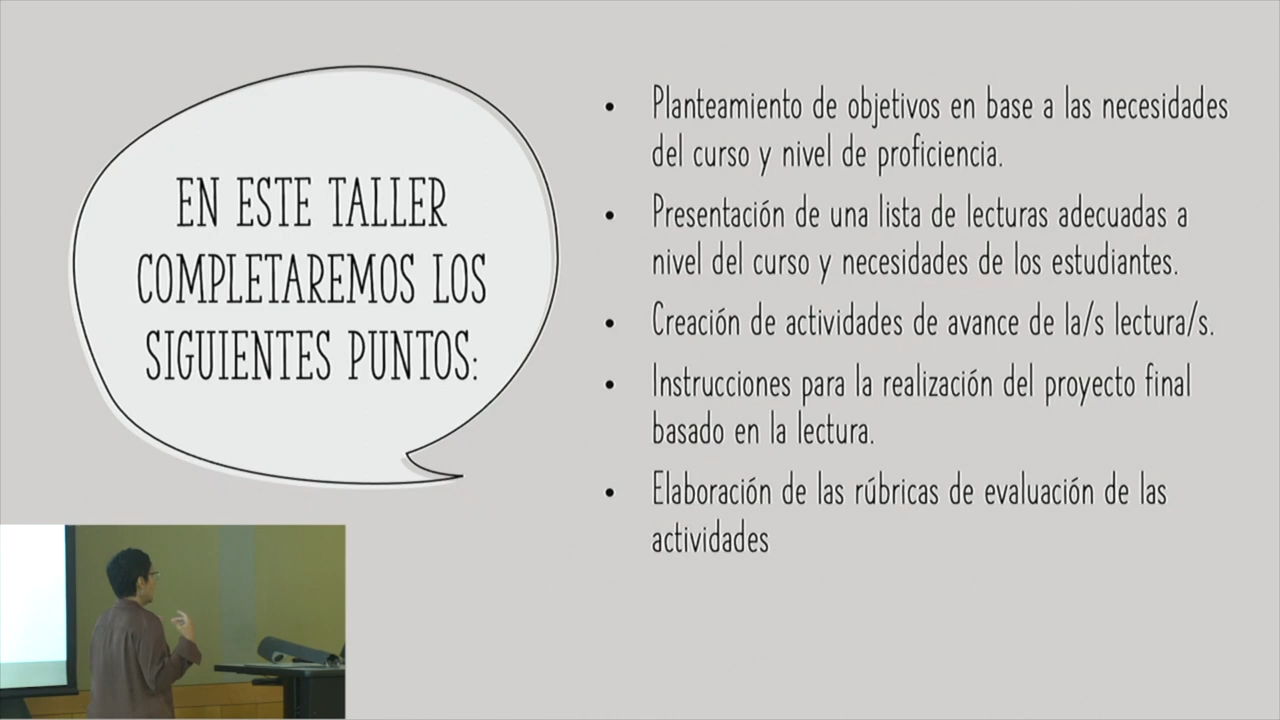 EN ESTE TALLER
COMPLETAREMOS LOS
SIGUIENTES PUNTOS:
• Planteamiento de objetivos en base a las necesidades
del curso y nivel de proficiencia.
• Presentación de una lista de lecturas adecuadas a
nivel del curso y necesidades de los estudiantes.
• Creación de actividades de avance de la/s lectura/s.
• Instrucciones para la realización del proyecto final
basado en la lectura.
• Elaboración de las rúbricas de evaluación de las
actividades